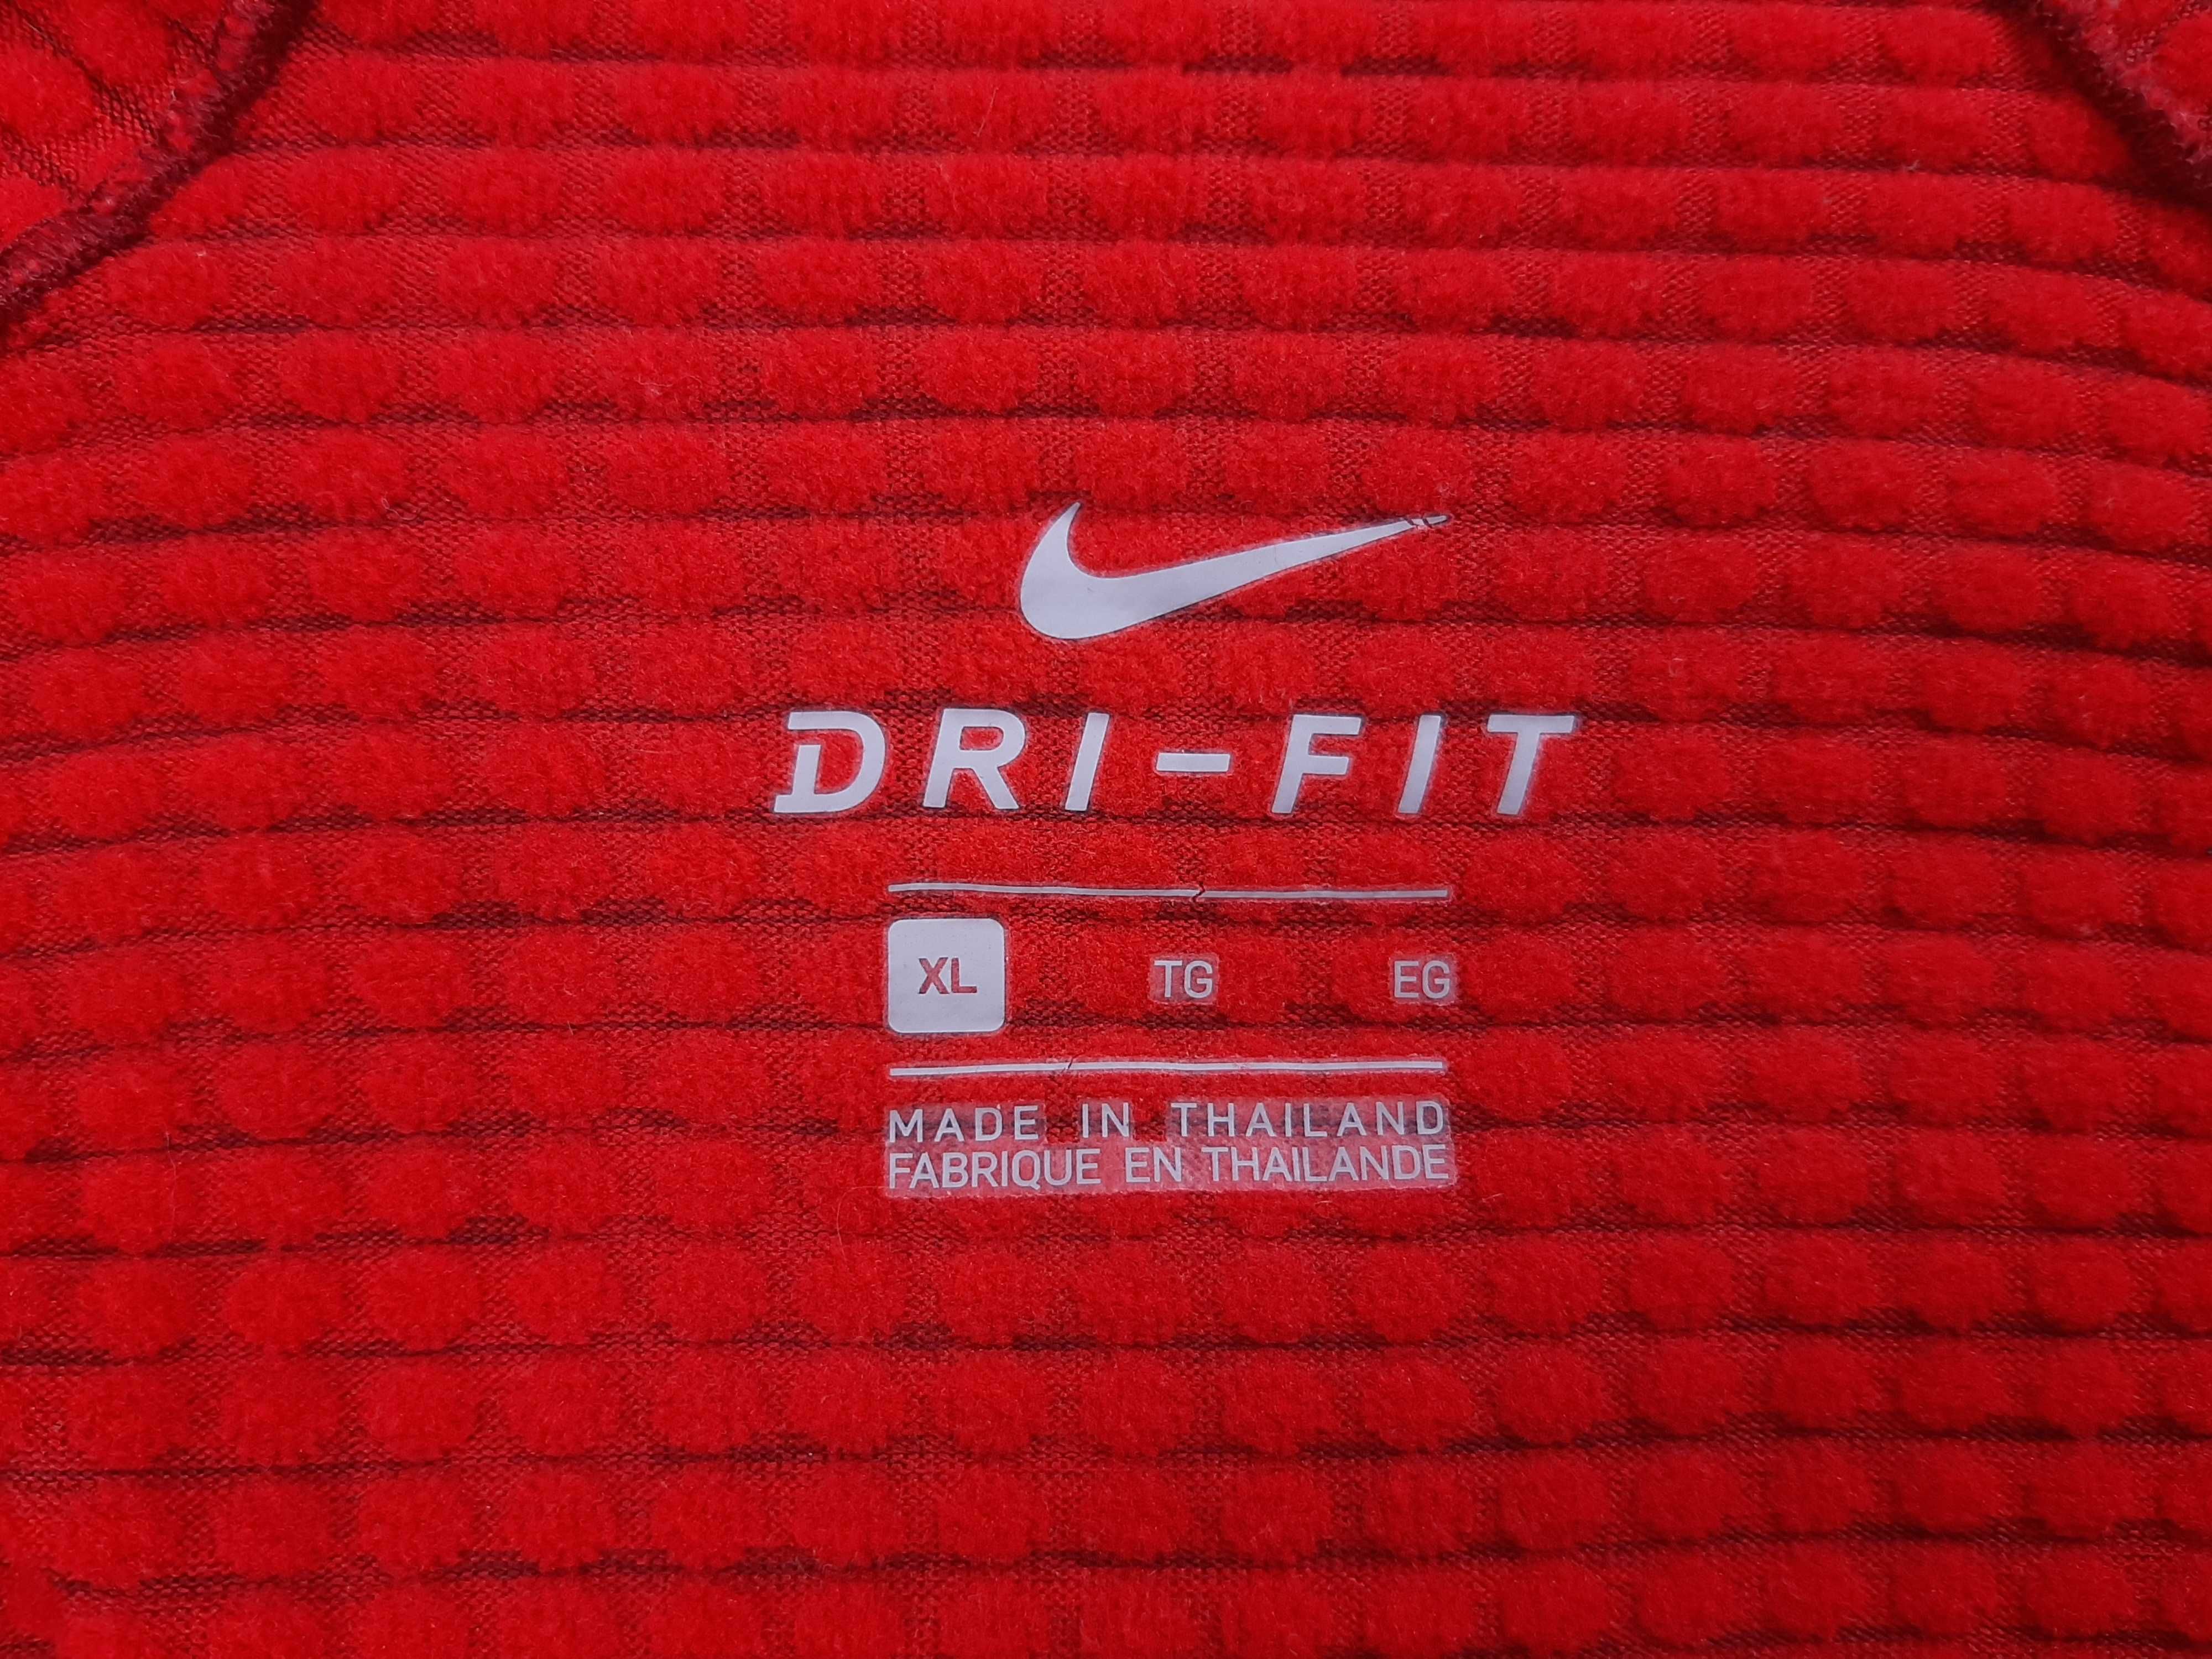 DRI-FIT
XL TG EG
MADE IN THAILAND
FABRIQUE EN THAILANDE